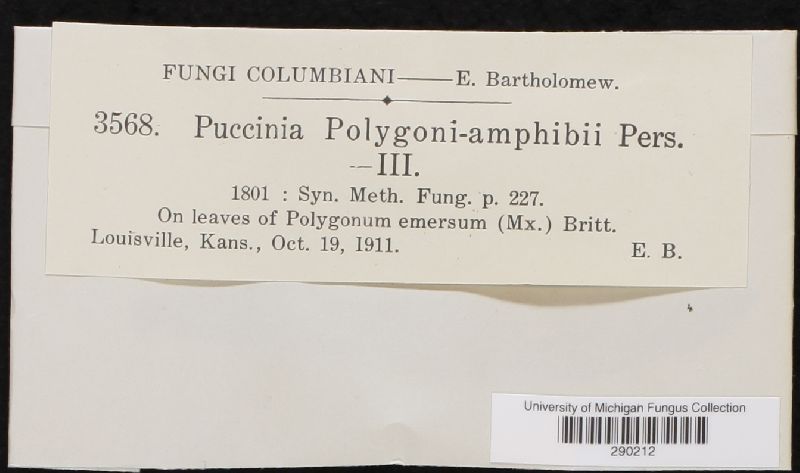 FUNGI COLUMBIANI——E. Bartholomew.
3568. Puccinia Polygoni-amphibii Pers.
—III.
1801 : Syn. Meth. Fung. p. 227.
On leaves of Polygonum emersum (Mx.) Britt.
Louisville, Kans., Oct. 19, 1911. E. B.
University of Michigan Fungus Collection
290212